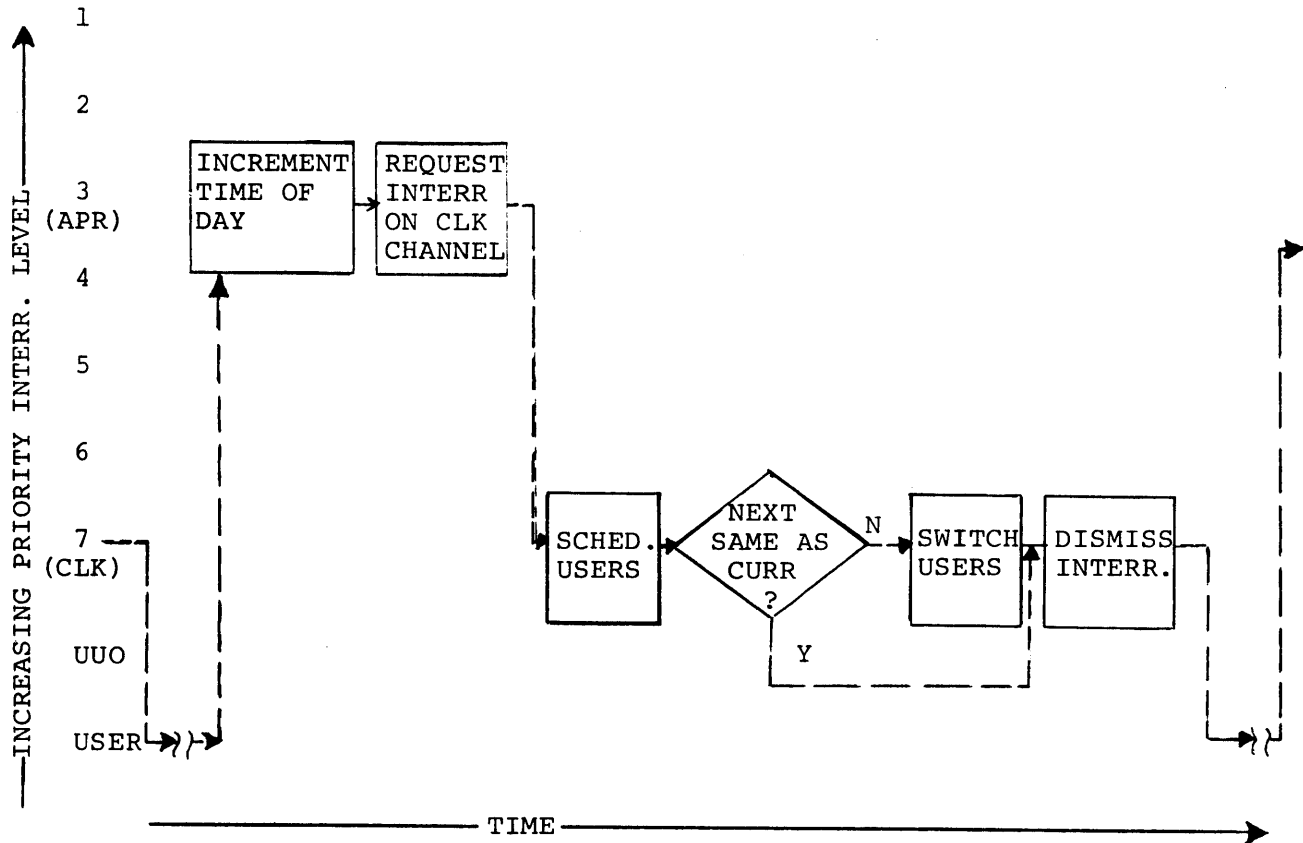 1
2
3
(APR)
4
5
6
7
(CLK)
UUO
USER
INCREASING PRIORITY INTERR. LEVEL
INCREMENT
TIME OF
DAY
REQUEST
INTERR
ON CLK
CHANNEL
SCHED.
USERS
NEXT
SAME AS
CURR
?
N
Y
SWITCH
USERS
DISMISS
INTERR.
TIME